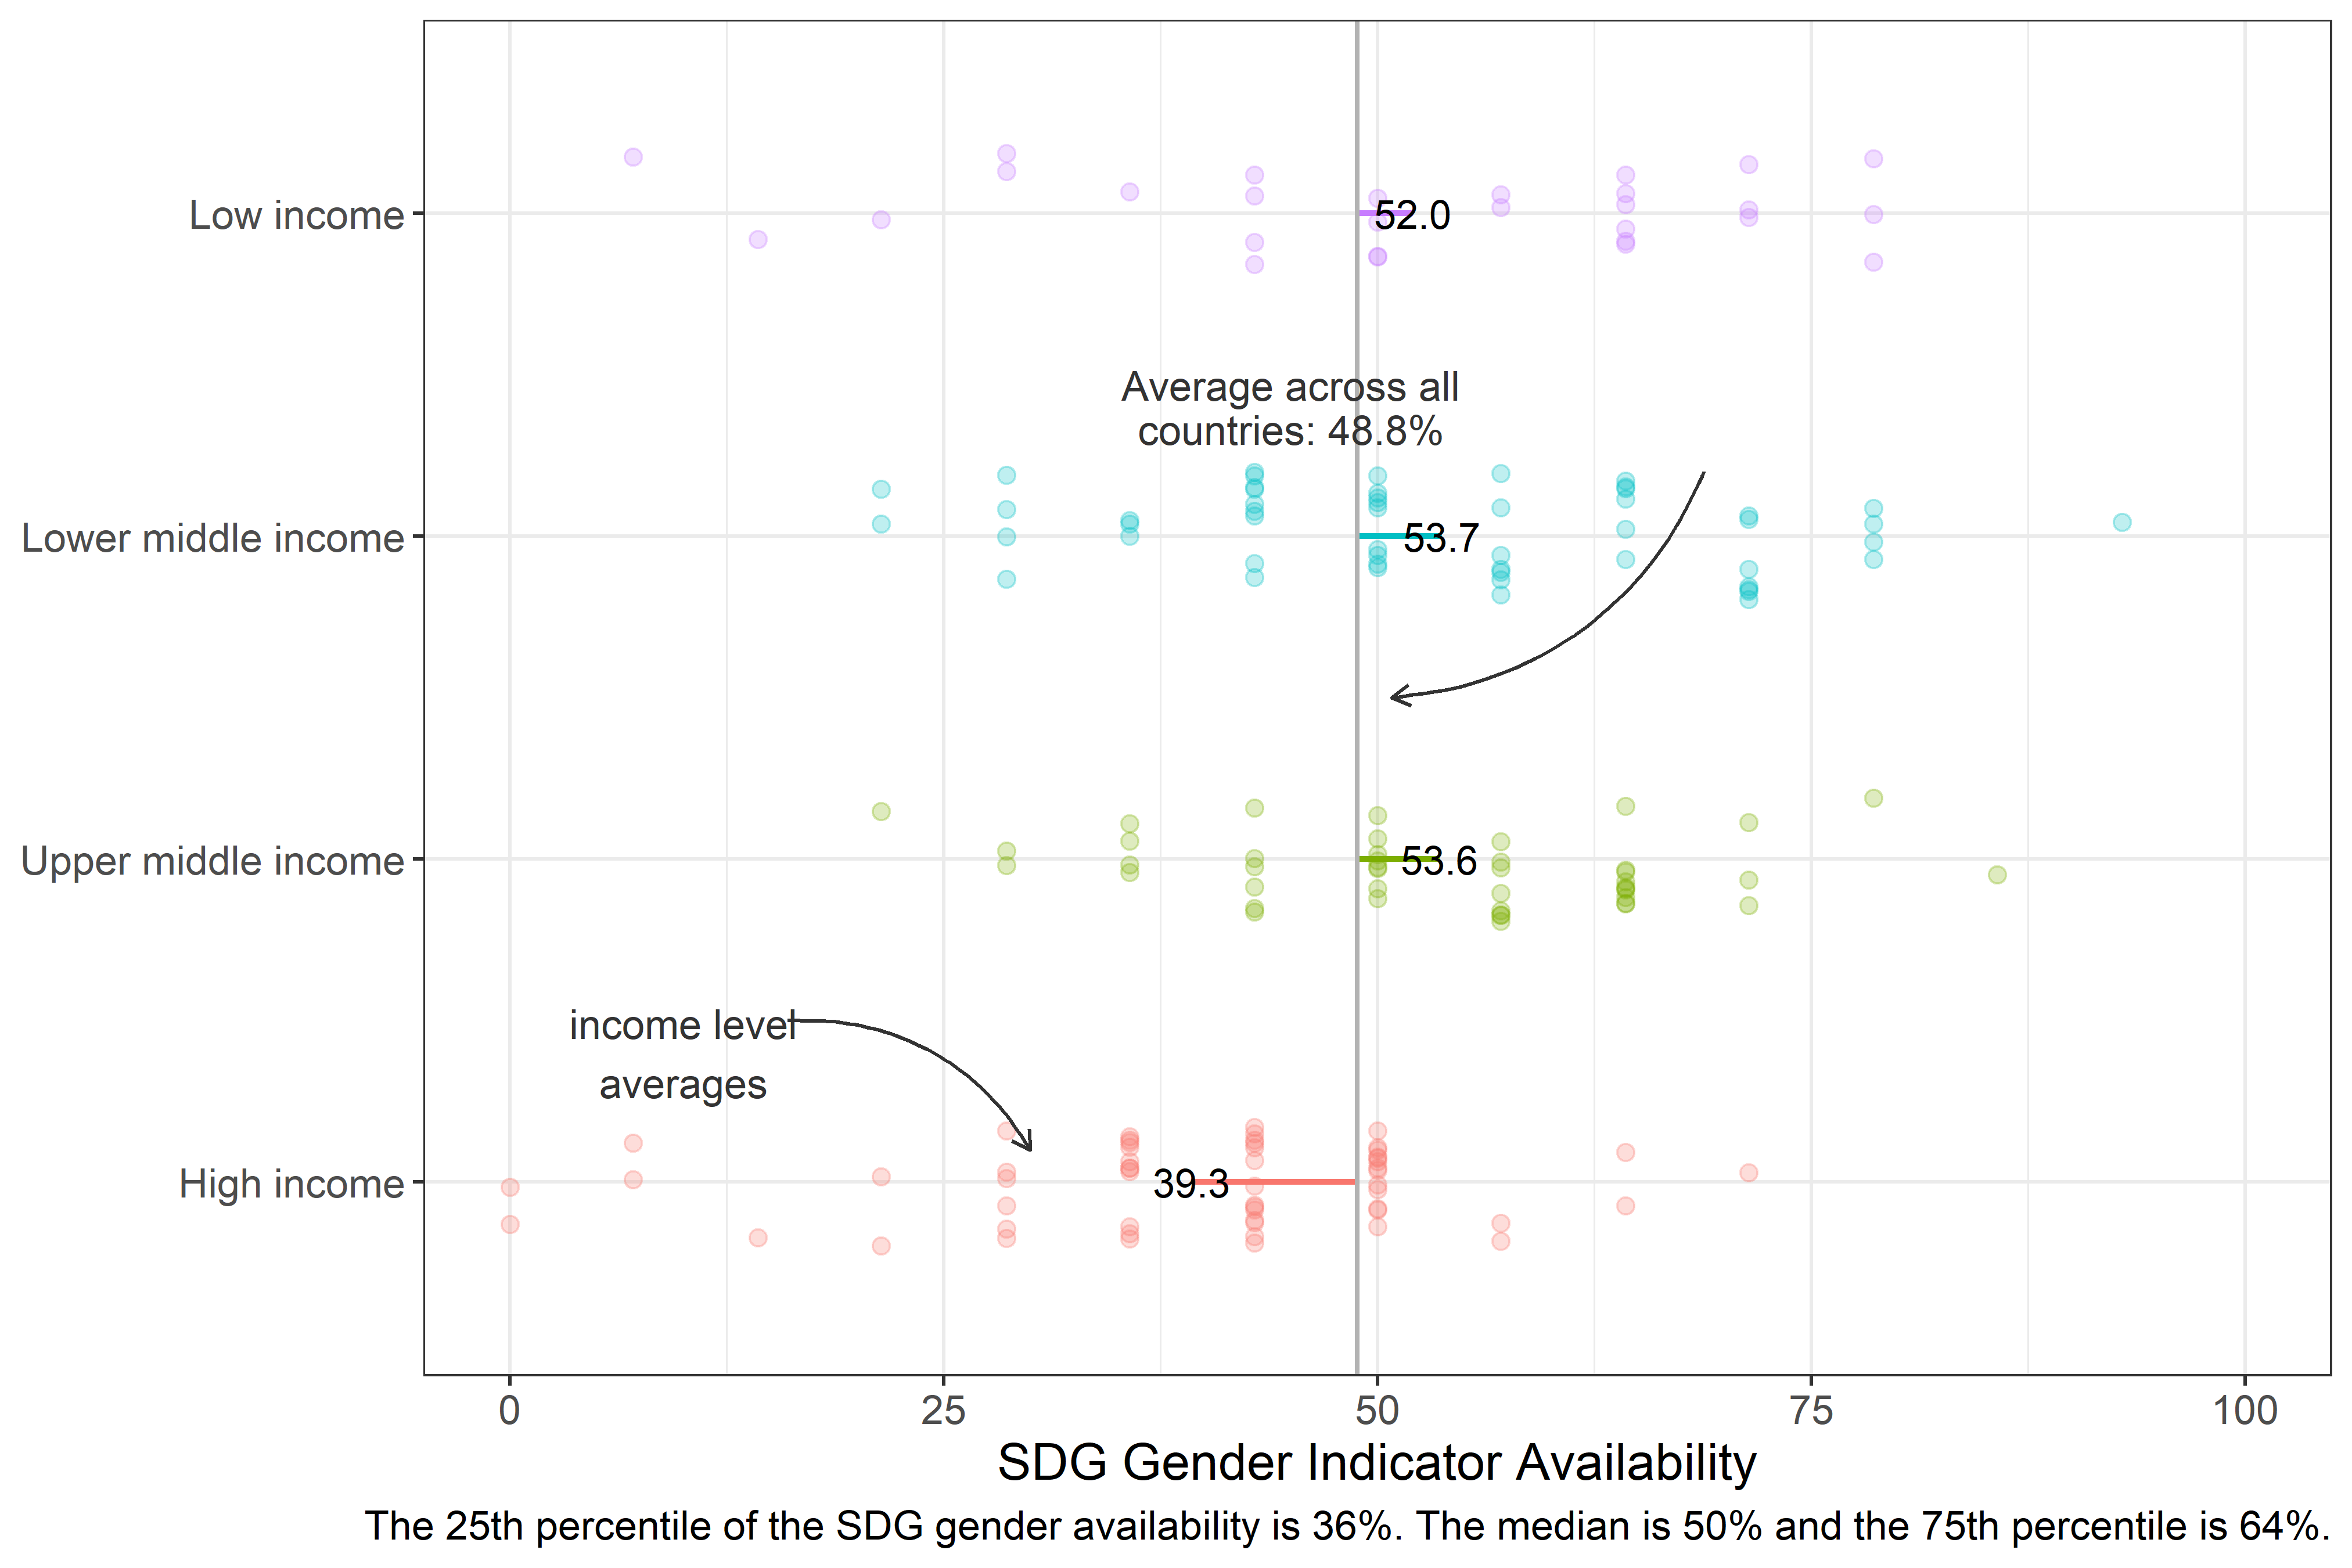 Low income
52.0
Average across all
countries: 48.8%
Lower middle income
53.7
Upper middle income
53.6
income level
averages
High income
39.3
0 25 50 75 100
SDG Gender Indicator Availability
The 25th percentile of the SDG gender availability is 36%. The median is 50% and the 75th percentile is 64%.